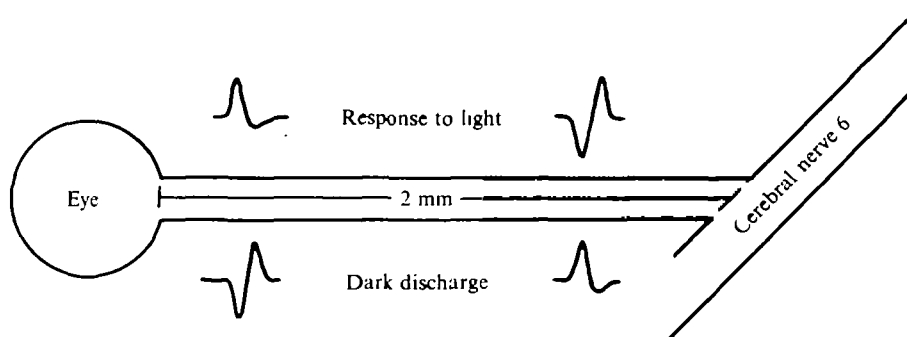 Response to light
Eye
2 mm
Cerebral nerve 6
Dark discharge